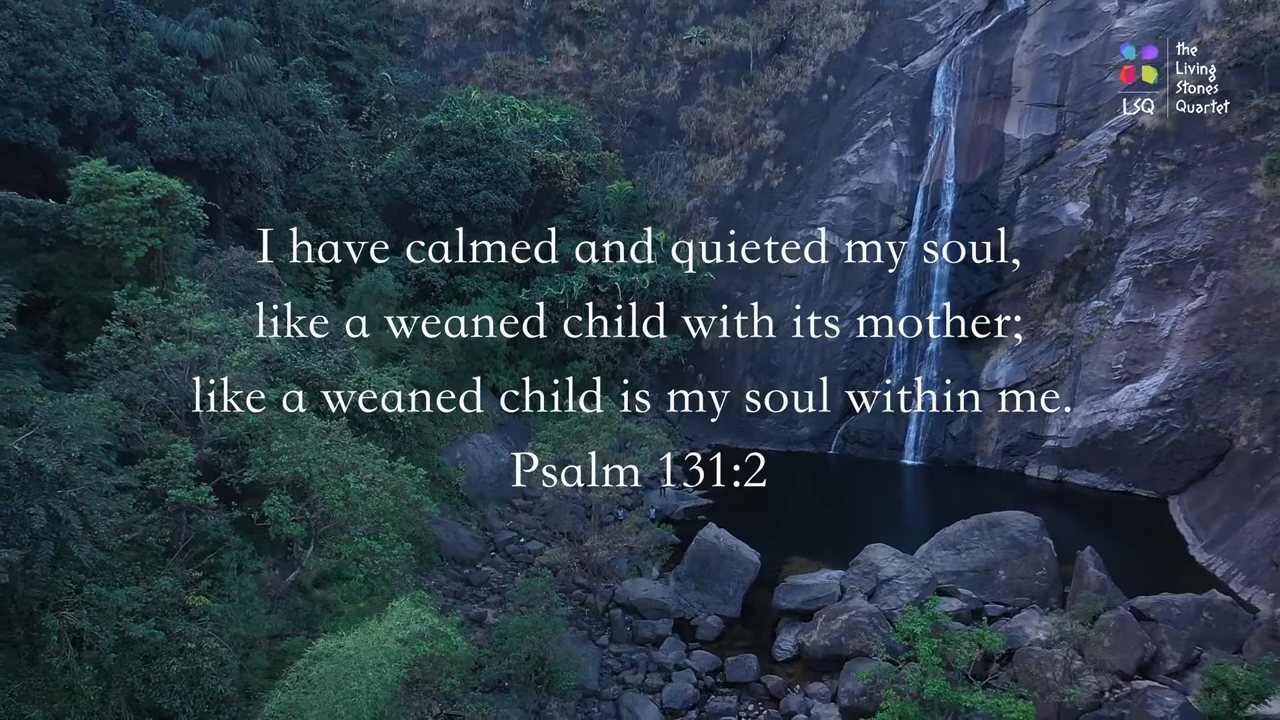 the
Living
Stones
Quartet
LSQ
I have calmed and quieted my soul,
like a weaned child with its mother;
like a weaned child is my soul within me.
Psalm 131:2